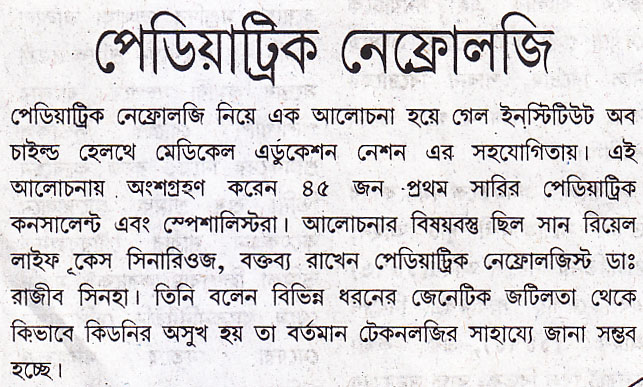 পেডিয়াট্রিক নেফ্রোলজি
পেডিয়াট্রিক নেফ্রোলজি নিয়ে এক আলোচনা হয়ে গেল ইনস্টিটিউট অব
চাইল্ড হেলথে মেডিকেল এডুকেশন নেশন এর সহযোগিতায়। এই
আলোচনায় অংশগ্রহণ করেন ৪৫ জন প্রথম সারির পেডিয়াট্রিক
কনসালেন্ট এবং স্পেশালিস্টরা। আলোচনার বিষয়বস্তু ছিল সান রিয়েল
লাইফ কেস সিনারিওজ, বক্তব্য রাখেন পেডিয়াট্রিক নেফ্রোলজিস্ট ডাঃ
রাজীব সিনহা। তিনি বলেন বিভিন্ন ধরনের জেনেটিক জটিলতা থেকে
কিভাবে কিডনির অসুখ হয় তা বর্তমান টেকনলজির সাহায্যে জানা সম্ভব
হচ্ছে।